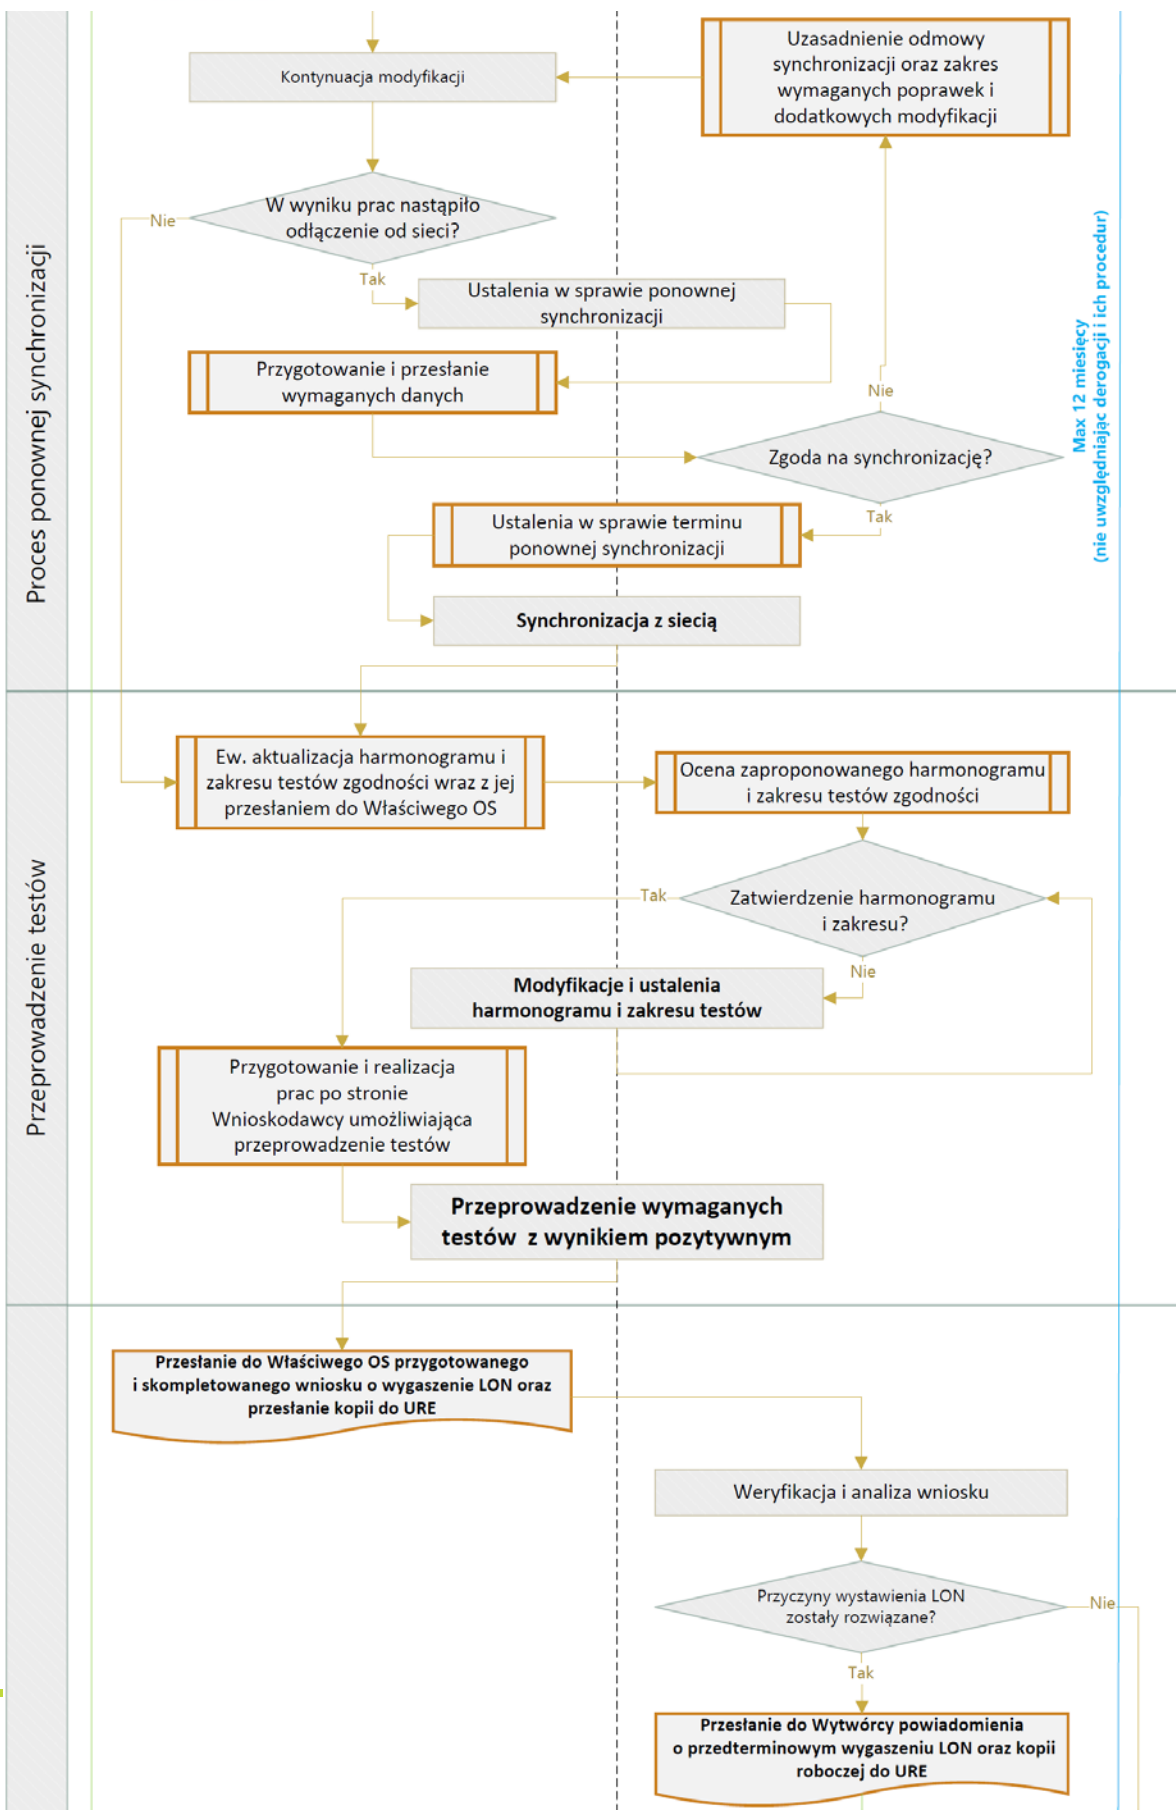 Kontynuacja modyfikacji
Uzasadnienie odmowy
synchronizacji oraz zakres
wymaganych poprawek i
dodatkowych modyfikacji
W wyniku prac nastąpiło
odłączenie od sieci?
Nie
Tak
Ustalenia w sprawie ponownej
synchronizacji
Przygotowanie i przesłanie
wymaganych danych
Nie
Zgoda na synchronizację?
Tak
Ustalenia w sprawie terminu
ponownej synchronizacji
Synchronizacja z siecią
Proces ponownej synchronizacji
Max 12 miesięcy
(nie uwzględniając derogacji i ich procedur)
Ew. aktualizacja harmonogramu i
zakresu testów zgodności wraz z jej
przesłaniem do Właściwego OS
Ocena zaproponowanego harmonogramu
i zakresu testów zgodności
Tak
Zatwierdzenie harmonogramu
i zakresu?
Nie
Modyfikacje i ustalenia
harmonogramu i zakresu testów
Przygotowanie i realizacja
prac po stronie
Wnioskodawcy umożliwiająca
przeprowadzenie testów
Przeprowadzenie wymaganych
testów z wynikiem pozytywnym
Przeprowadzenie testów
Przesłanie do Właściwego OS przygotowanego
i skompletowanego wniosku o wygaszenie LON oraz
przesłanie kopii do URE
Weryfikacja i analiza wniosku
Przyczyny wystawienia LON
zostały rozwiązane?
Nie
Tak
Przesłanie do Wytwórcy powiadomienia
o przedterminowym wygaszeniu LON oraz kopii
roboczej do URE